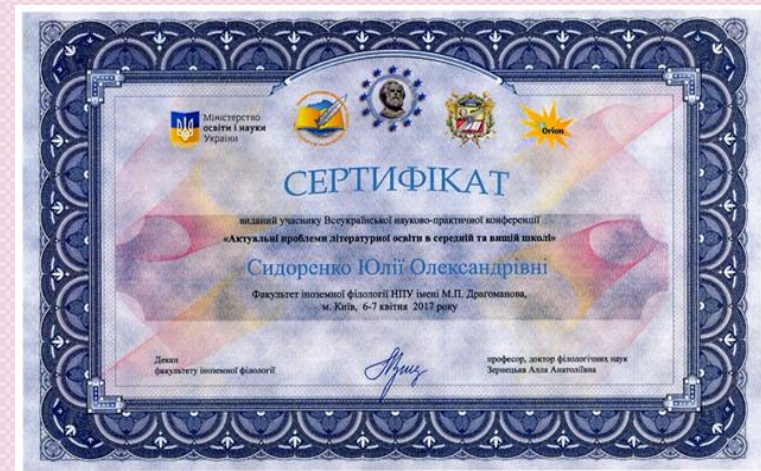 Міністерство
освіти і науки
України
Orion
СЕРТИФІКАТ
виданий учаснику Всеукраїнської науково-практичної конференції
«Актуальні проблеми літературної освіти в середній та вищій школі»
Сидоренко Юлії Олександрівні
Факультет іноземної філології НПУ імені М.П. Драгоманова,
м. Київ, 6-7 квітня 2017 року
Декан
факультету іноземної філології
професор, доктор філологічних наук
Зернецька Алла Анатоліївна